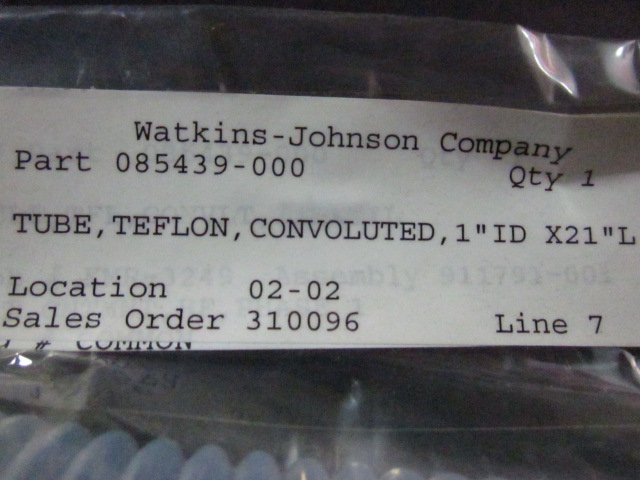 Watkins-Johnson Company
Part 085439-000 Qty 1
TUBE,TEFLON,CONVOLUTED,1"ID X21"L
Location 02-02
Sales Order 310096 Line 7
# COMMON